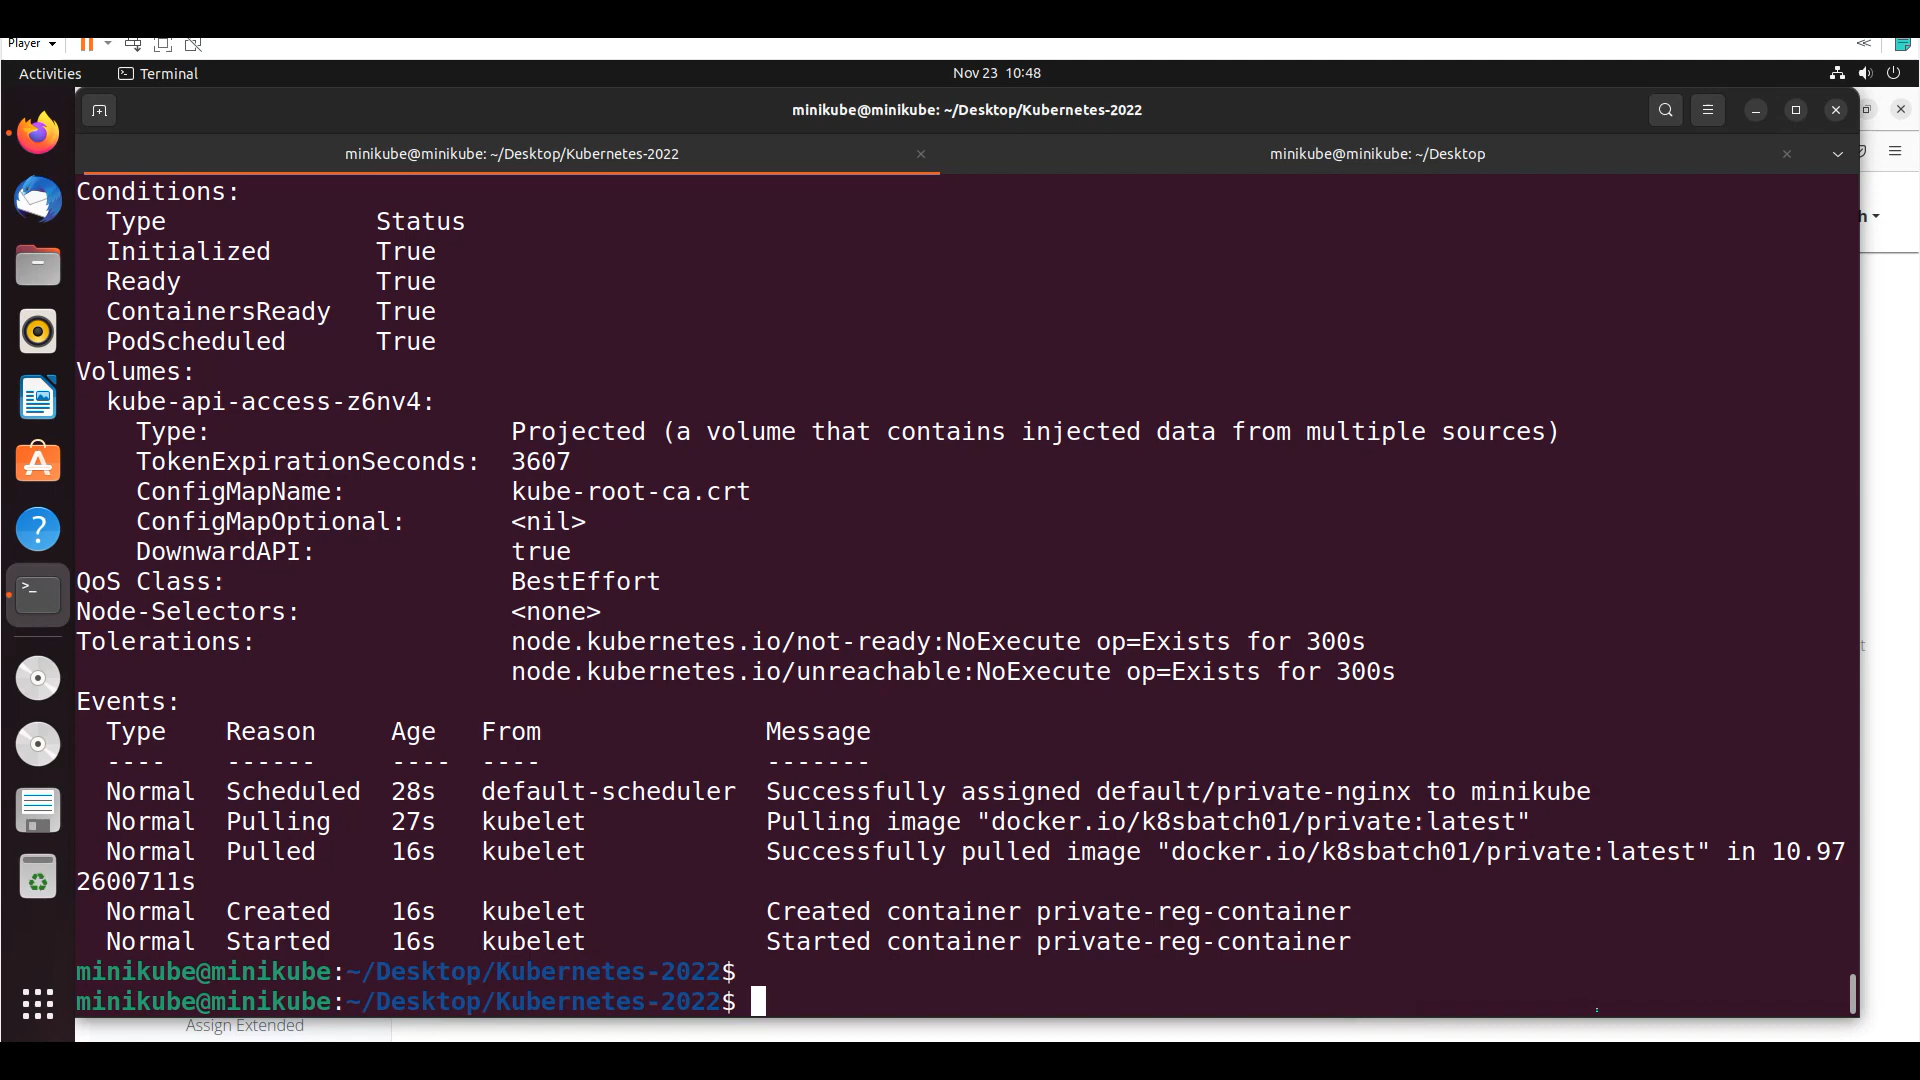 Player
Activities Terminal Nov 23 10:48
minikube@minikube: ~/Desktop/Kubernetes-2022
minikube@minikube: ~/Desktop/Kubernetes-2022 minikube@minikube: ~/Desktop
Conditions:
Type Status
Initialized True
Ready True
ContainersReady True
PodScheduled True
Volumes:
kube-api-access-z6nv4:
Type: Projected (a volume that contains injected data from multiple sources)
TokenExpirationSeconds: 3607
ConfigMapName: kube-root-ca.crt
ConfigMapOptional: <nil>
DownwardAPI: true
QoS Class: BestEffort
Node-Selectors: <none>
Tolerations: node.kubernetes.io/not-ready:NoExecute op=Exists for 300s
node.kubernetes.io/unreachable:NoExecute op=Exists for 300s
Events:
Type Reason Age From Message
---- ------ ---- ---- -------
Normal Scheduled 28s default-scheduler Successfully assigned default/private-nginx to minikube
Normal Pulling 27s kubelet Pulling image "docker.io/k8sbatch01/private:latest"
Normal Pulled 16s kubelet Successfully pulled image "docker.io/k8sbatch01/private:latest" in 10.97
2600711s
Normal Created 16s kubelet Created container private-reg-container
Normal Started 16s kubelet Started container private-reg-container
minikube@minikube:~/Desktop/Kubernetes-2022$
minikube@minikube:~/Desktop/Kubernetes-2022$
Assign Extended